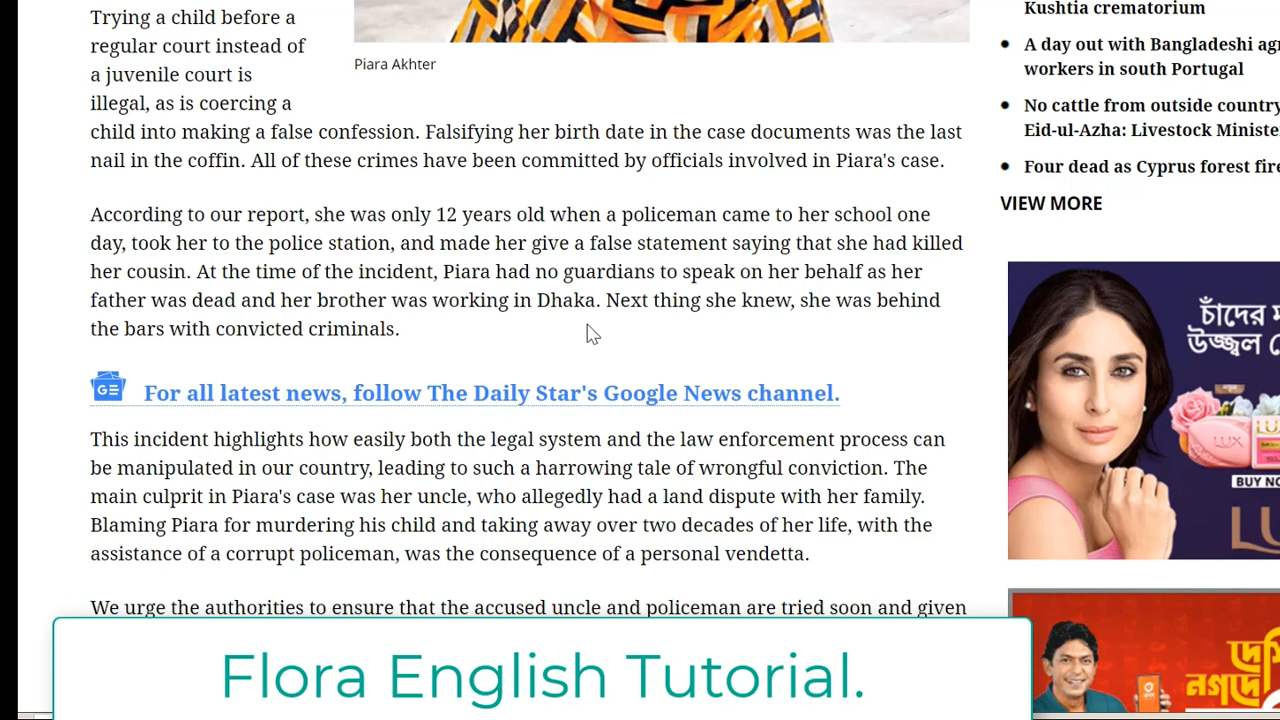 Trying a child before a
regular court instead of
a juvenile court is
illegal, as is coercing a
child into making a false confession. Falsifying her birth date in the case documents was the last
nail in the coffin. All of these crimes have been committed by officials involved in Piara's case.
Piara Akhter
According to our report, she was only 12 years old when a policeman came to her school one
day, took her to the police station, and made her give a false statement saying that she had killed
her cousin. At the time of the incident, Piara had no guardians to speak on her behalf as her
father was dead and her brother was working in Dhaka. Next thing she knew, she was behind
the bars with convicted criminals.
GE
For all latest news, follow The Daily Star's Google News channel.
This incident highlights how easily both the legal system and the law enforcement process can
be manipulated in our country, leading to such a harrowing tale of wrongful conviction. The
main culprit in Piara's case was her uncle, who allegedly had a land dispute with her family.
Blaming Piara for murdering his child and taking away over two decades of her life, with the
assistance of a corrupt policeman, was the consequence of a personal vendetta.
We urge the authorities to ensure that the accused uncle and policeman are tried soon and given
Flora English Tutorial.
Kushtia crematorium
A day out with Bangladeshi
workers in south Portugal
No cattle from outside country
Eid-ul-Azha: Livestock
Four dead as Cyprus forest
VIEW MORE
চাঁদের
উজ্জ্বল
LUX
BUY
নগদে